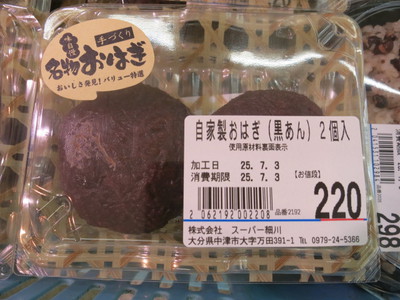 手づくり
名物おはぎ
おいしさ発見!バリュー特選
自家製おはぎ(黒あん)2個入
使用原材料裏面表示
加工日 25.7.3
消費期限 25.7.3 【お値段】
2062192002208 品番2192
220
株式会社 スーパー細川
大分県中津市大字万田391-1 ℡ 0979-24-5366
298